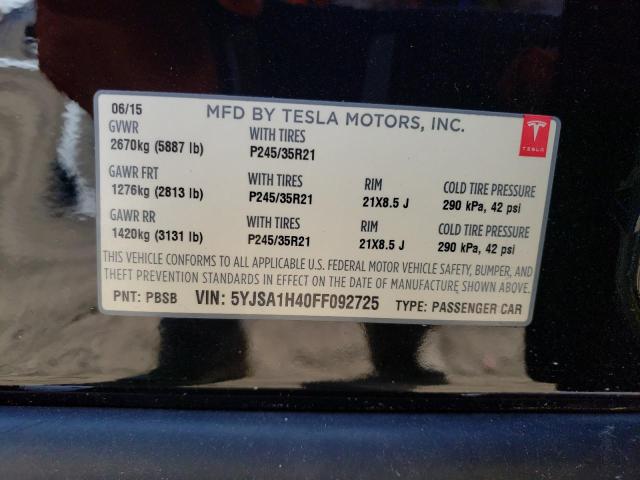 06/15 MFD BY TESLA MOTORS, INC.
TESLA
GVWR WITH TIRES
2670kg (5887 lb) P245/35R21
GAWR FRT WITH TIRES RIM COLD TIRE PRESSURE
1276kg (2813 lb) P245/35R21 21X8.5 J 290 kPa, 42 psi
GAWR RR WITH TIRES RIM COLD TIRE PRESSURE
1420kg (3131 lb) P245/35R21 21X8.5 J 290 kPa, 42 psi
THIS VEHICLE CONFORMS TO ALL APPLICABLE U.S. FEDERAL MOTOR VEHICLE SAFETY, BUMPER, AND
THEFT PREVENTION STANDARDS IN EFFECT ON THE DATE OF MANUFACTURE SHOWN ABOVE.
PNT: PBSB VIN: 5YJSA1H40FF092725 TYPE: PASSENGER CAR